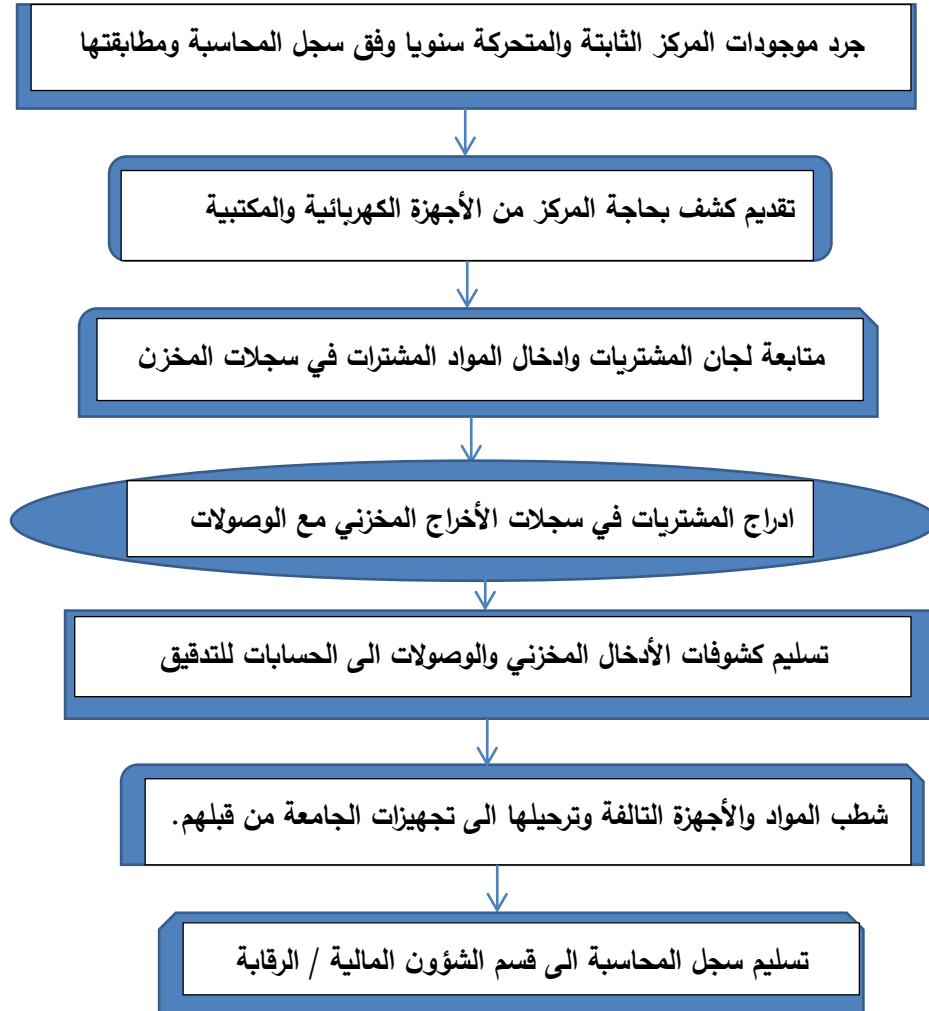 جرد موجودات المركز الثابتة والمتحركة سنويا وفق سجل المحاسبة ومطابقتها
تقديم كشف بحاجة المركز من الأجهزة الكهربائية والمكتبية
متابعة لجان المشتريات وادخال المواد المشترات في سجلات المخزن
ادراج المشتريات في سجلات الأخراج المخزني مع الوصولات
تسليم كشوفات الأدخال المخزني والوصولات الى الحسابات للتدقيق
شطب المواد والأجهزة التالفة وترحيلها الى تجهيزات الجامعة من قبلهم.
تسليم سجل المحاسبة الى قسم الشؤون المالية / الرقابة